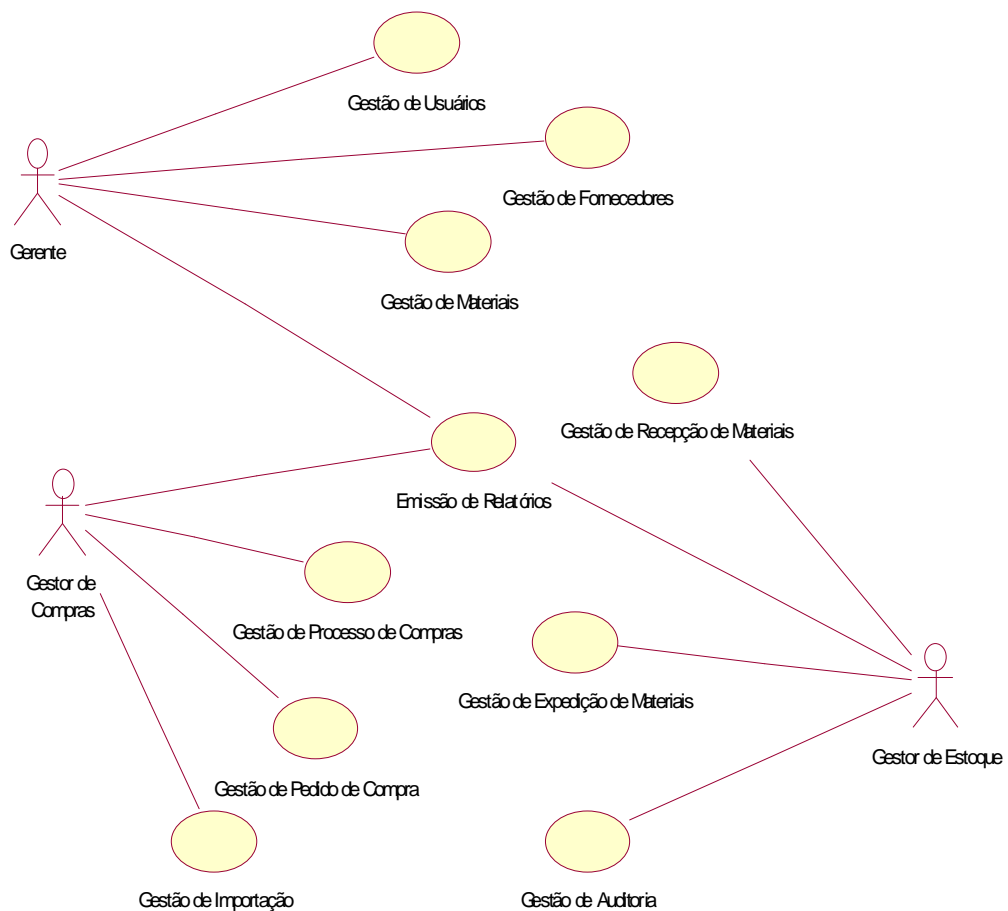 Gestão de Usuários
Gestão de Fornecedores
Gerente
Gestão de Materiais
Gestão de Recepção de Materiais
Emissão de Relatórios
Gestor de
Compras
Gestão de Processo de Compras
Gestão de Expedição de Materiais
Gestor de Estoque
Gestão de Pedido de Compra
Gestão de Importação
Gestão de Auditoria